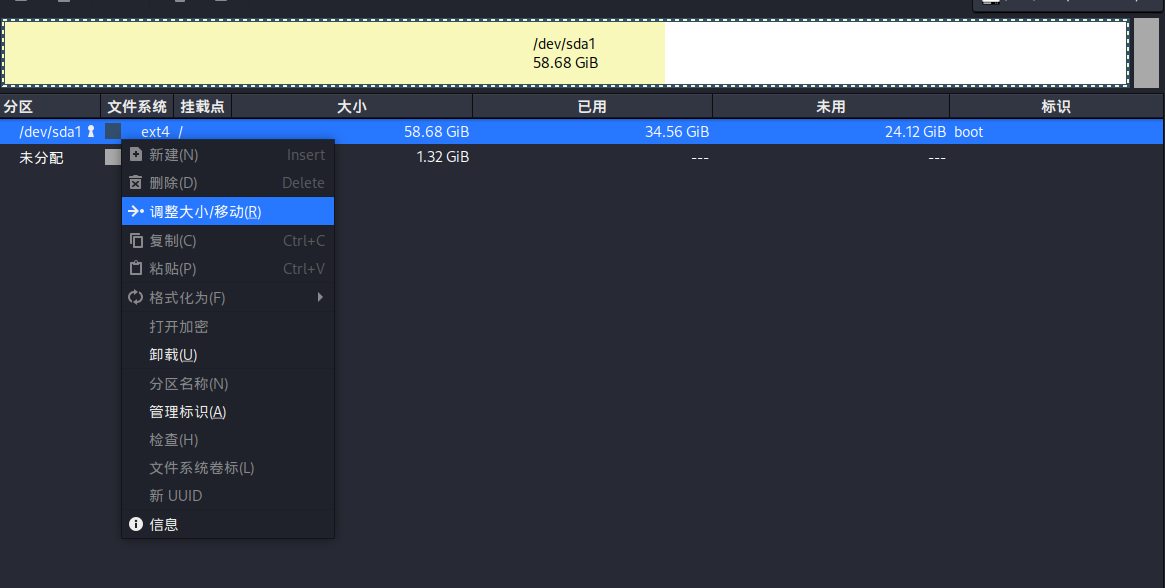 /dev/sda1
58.68 GiB
分区 文件系统 挂载点 大小 已用 未用 标识
/dev/sda1 ext4 / 58.68 GiB 34.56 GiB 24.12 GiB boot
未分配 1.32 GiB --- ---
新建(N) Insert
删除(D) Delete
调整大小/移动(R)
复制(C) Ctrl+C
粘贴(P) Ctrl+V
格式化为(F)
打开加密
卸载(U)
分区名称(N)
管理标识(A)
检查(H)
文件系统卷标(L)
新 UUID
信息